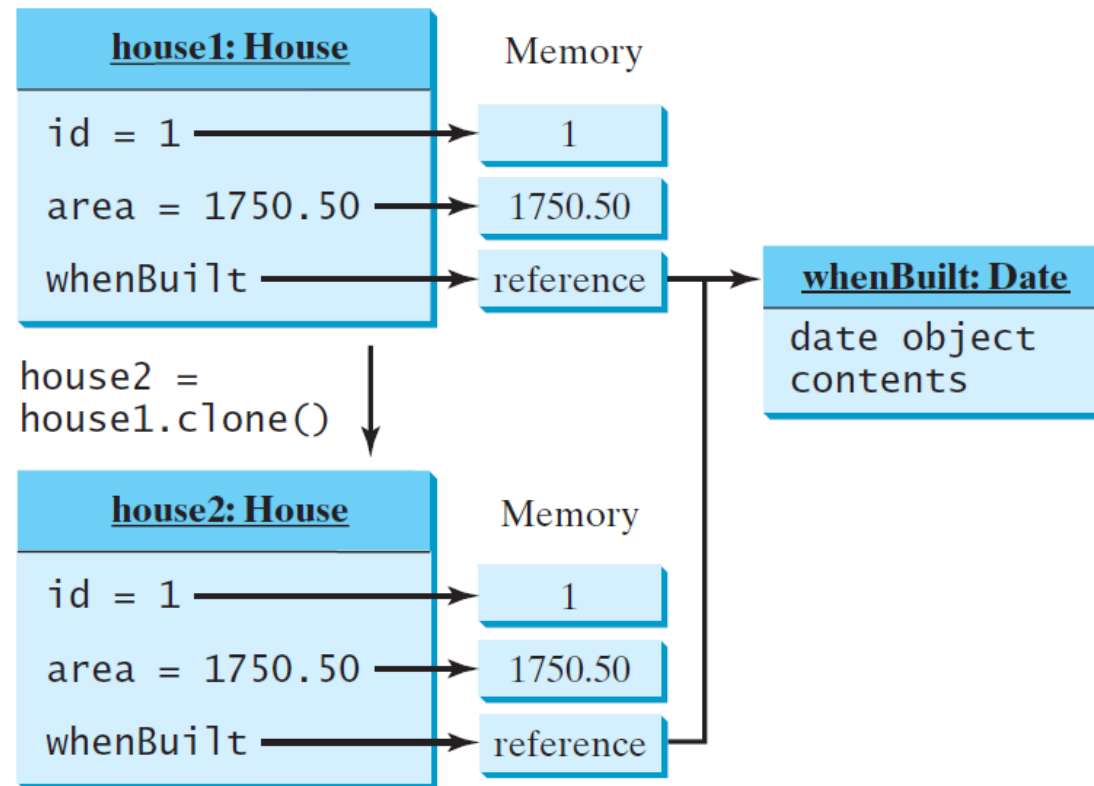 house1: House
Memory
id = 1
1
area = 1750.50
1750.50
whenBuilt
reference
whenBuilt: Date
date object
contents
house2 =
house1.clone()
house2: House
Memory
id = 1
1
area = 1750.50
1750.50
whenBuilt
reference